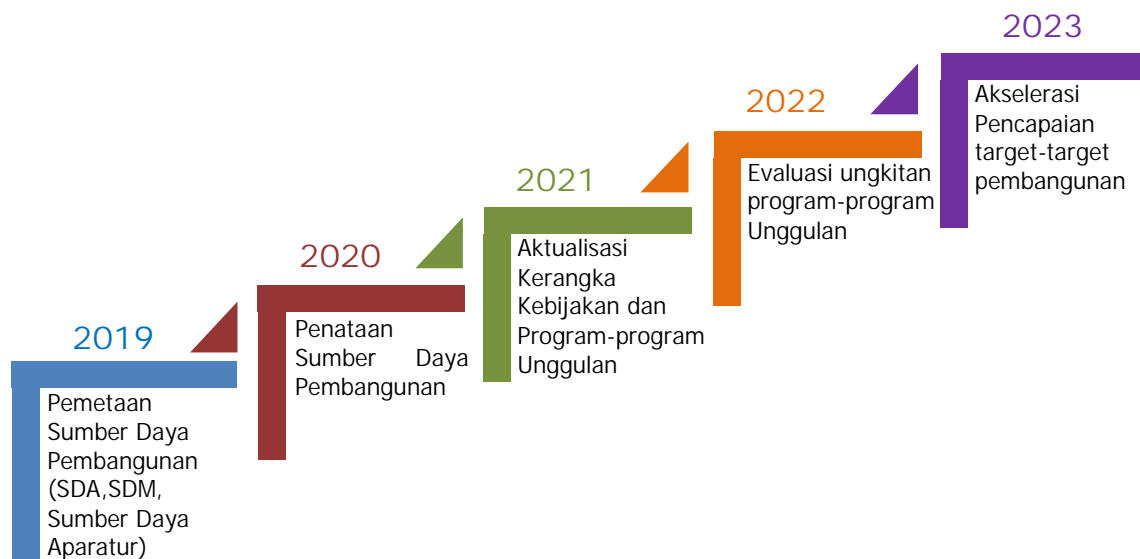 2019
Pemetaan
Sumber Daya
Pembangunan
(SDA,SDM,
Sumber Daya
Aparatur)
2020
Penataan
Sumber Daya
Pembangunan
2021
Aktualisasi
Kerangka
Kebijakan dan
Program-program
Unggulan
2022
Evaluasi ungkitan
program-program
Unggulan
2023
Akselerasi
Pencapaian
target-target
pembangunan